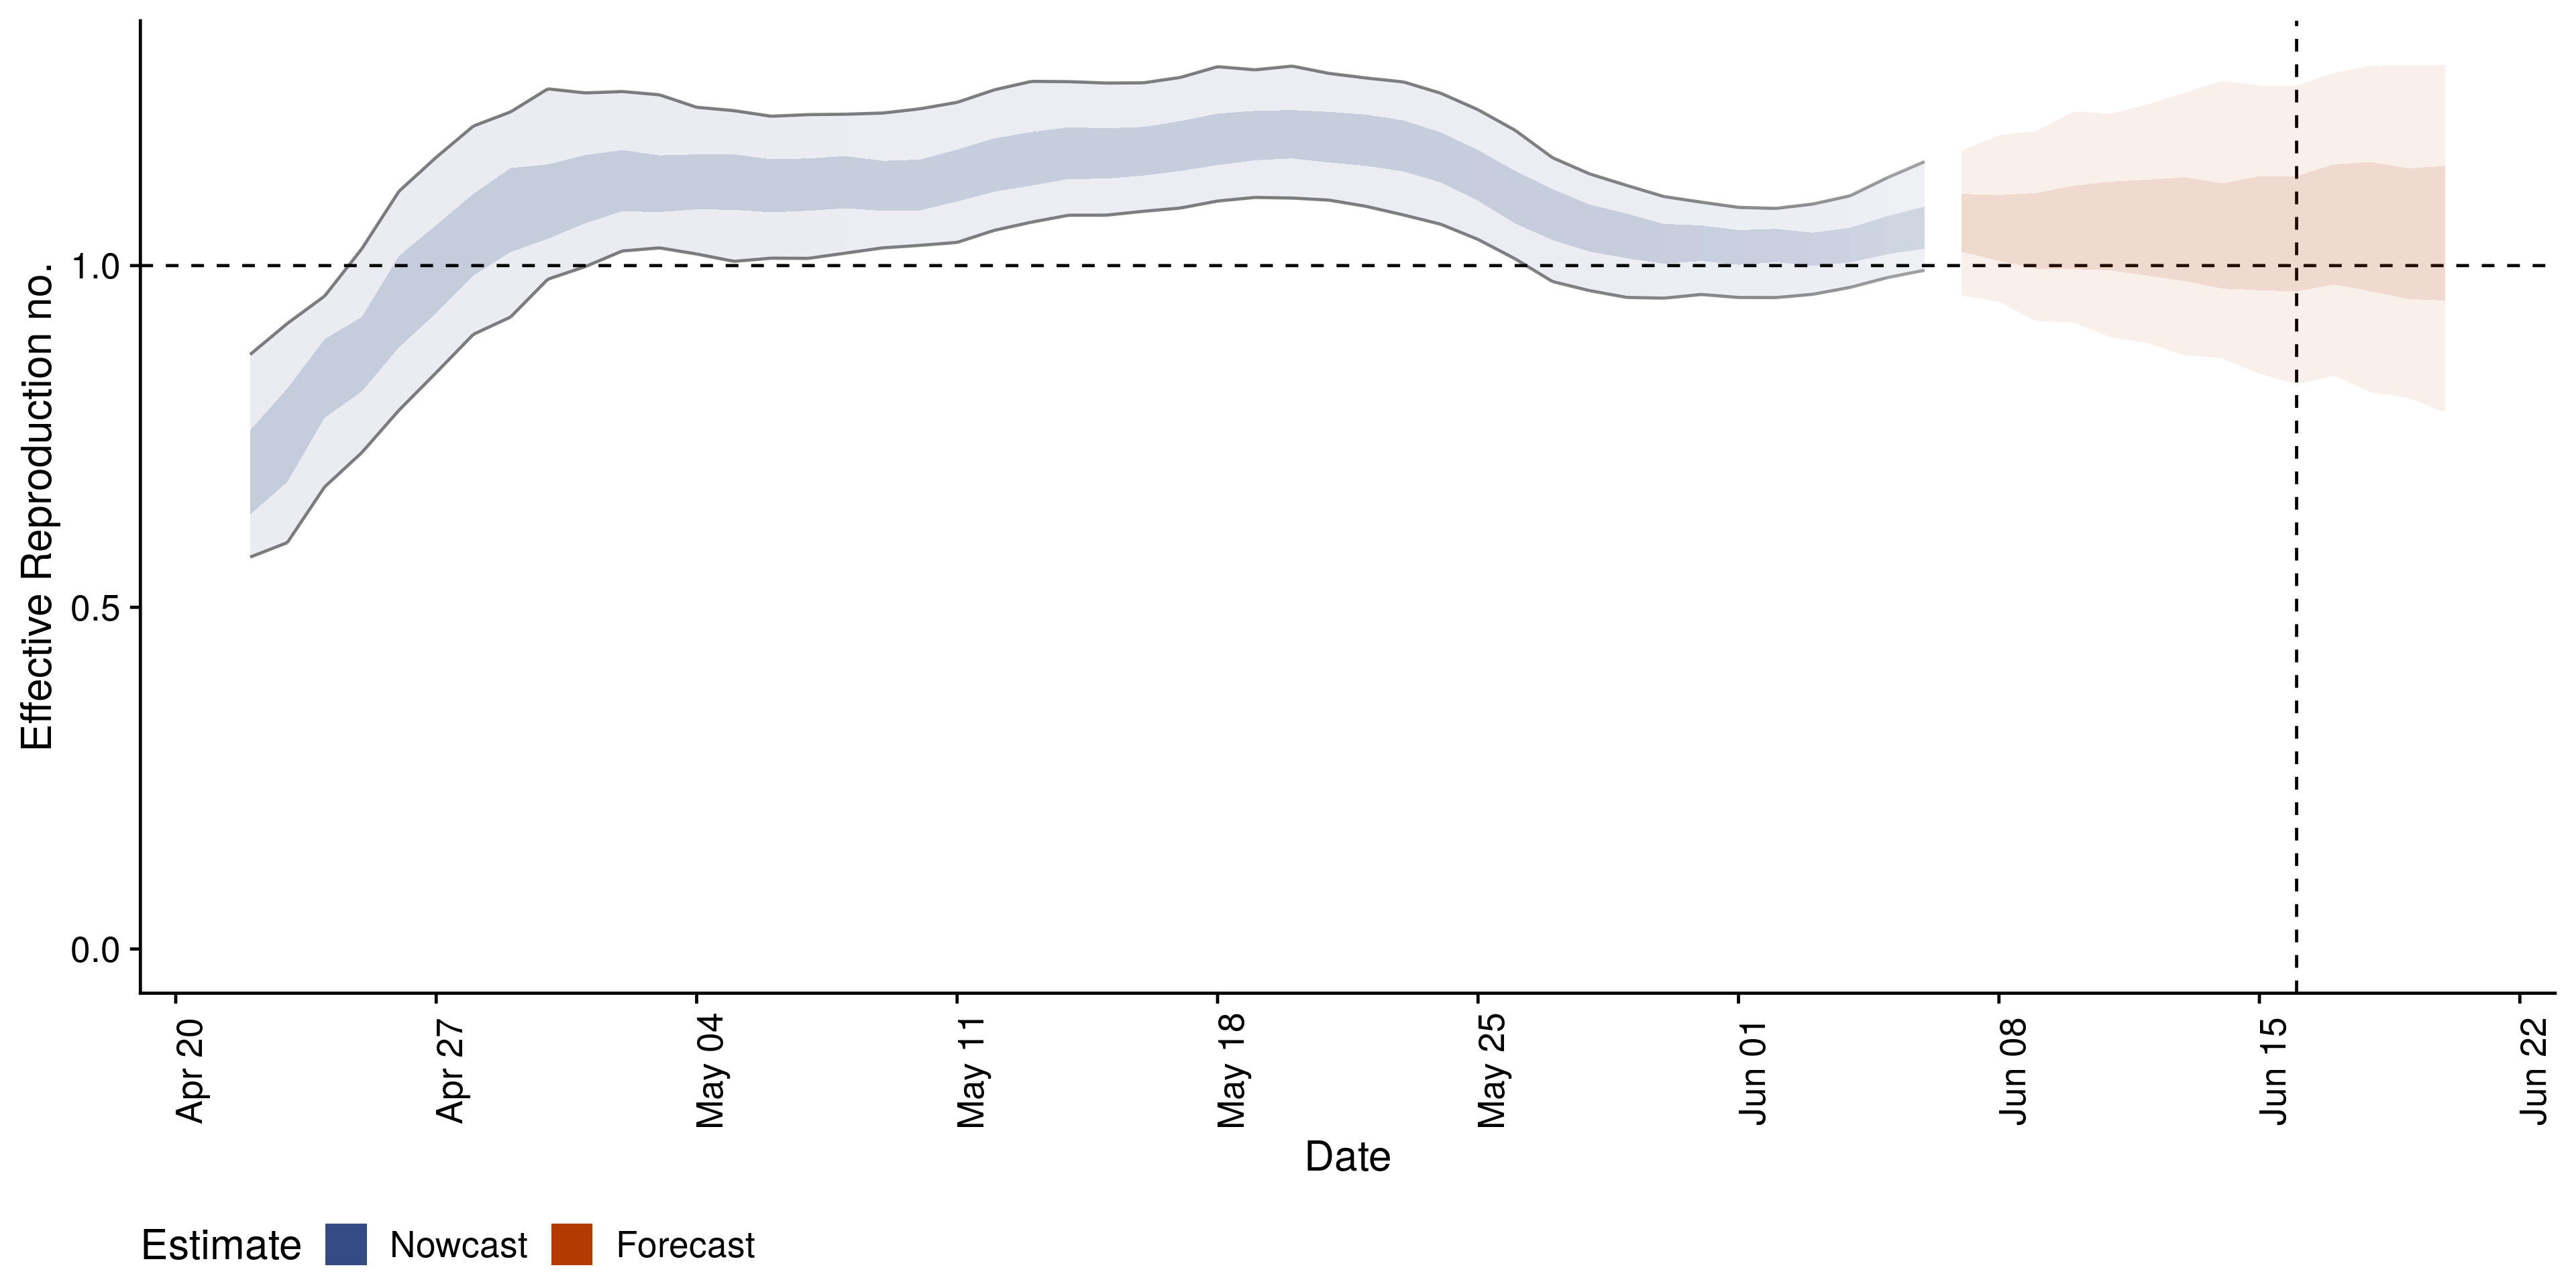 Effective Reproduction no.
1.0
0.5
0.0
Apr 20
Apr 27
May 04
May 11
May 18
May 25
Jun 01
Jun 08
Jun 15
Jun 22
Date
Estimate Nowcast Forecast